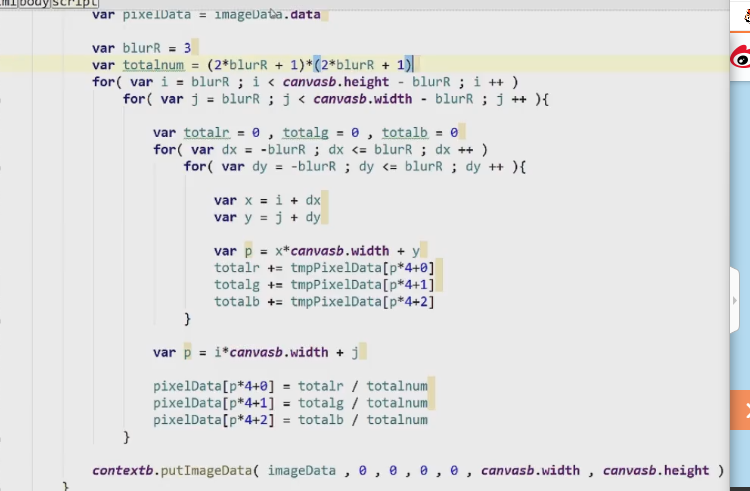 mlbodyscript
var pixelData = imageData.data
var blurR = 3
var totalnum = (2*blurR + 1)*(2*blurR + 1)
for( var i = blurR ; i < canvasb.height - blurR ; i ++ )
for( var j = blurR ; j < canvasb.width - blurR ; j ++ ){
var totalr = 0 , totalg = 0 , totalb = 0
for( var dx = -blurR ; dx <= blurR ; dx ++ )
for( var dy = -blurR ; dy <= blurR ; dy ++ ){
var x = i + dx
var y = j + dy
var p = x*canvasb.width + y
totalr += tmpPixelData[p*4+0]
totalg += tmpPixelData[p*4+1]
totalb += tmpPixelData[p*4+2]
}
var p = i*canvasb.width + j
pixelData[p*4+0] = totalr / totalnum
pixelData[p*4+1] = totalg / totalnum
pixelData[p*4+2] = totalb / totalnum
}
contextb.putImageData( imageData , 0 , 0 , 0 , 0 , canvasb.width , canvasb.height )
}